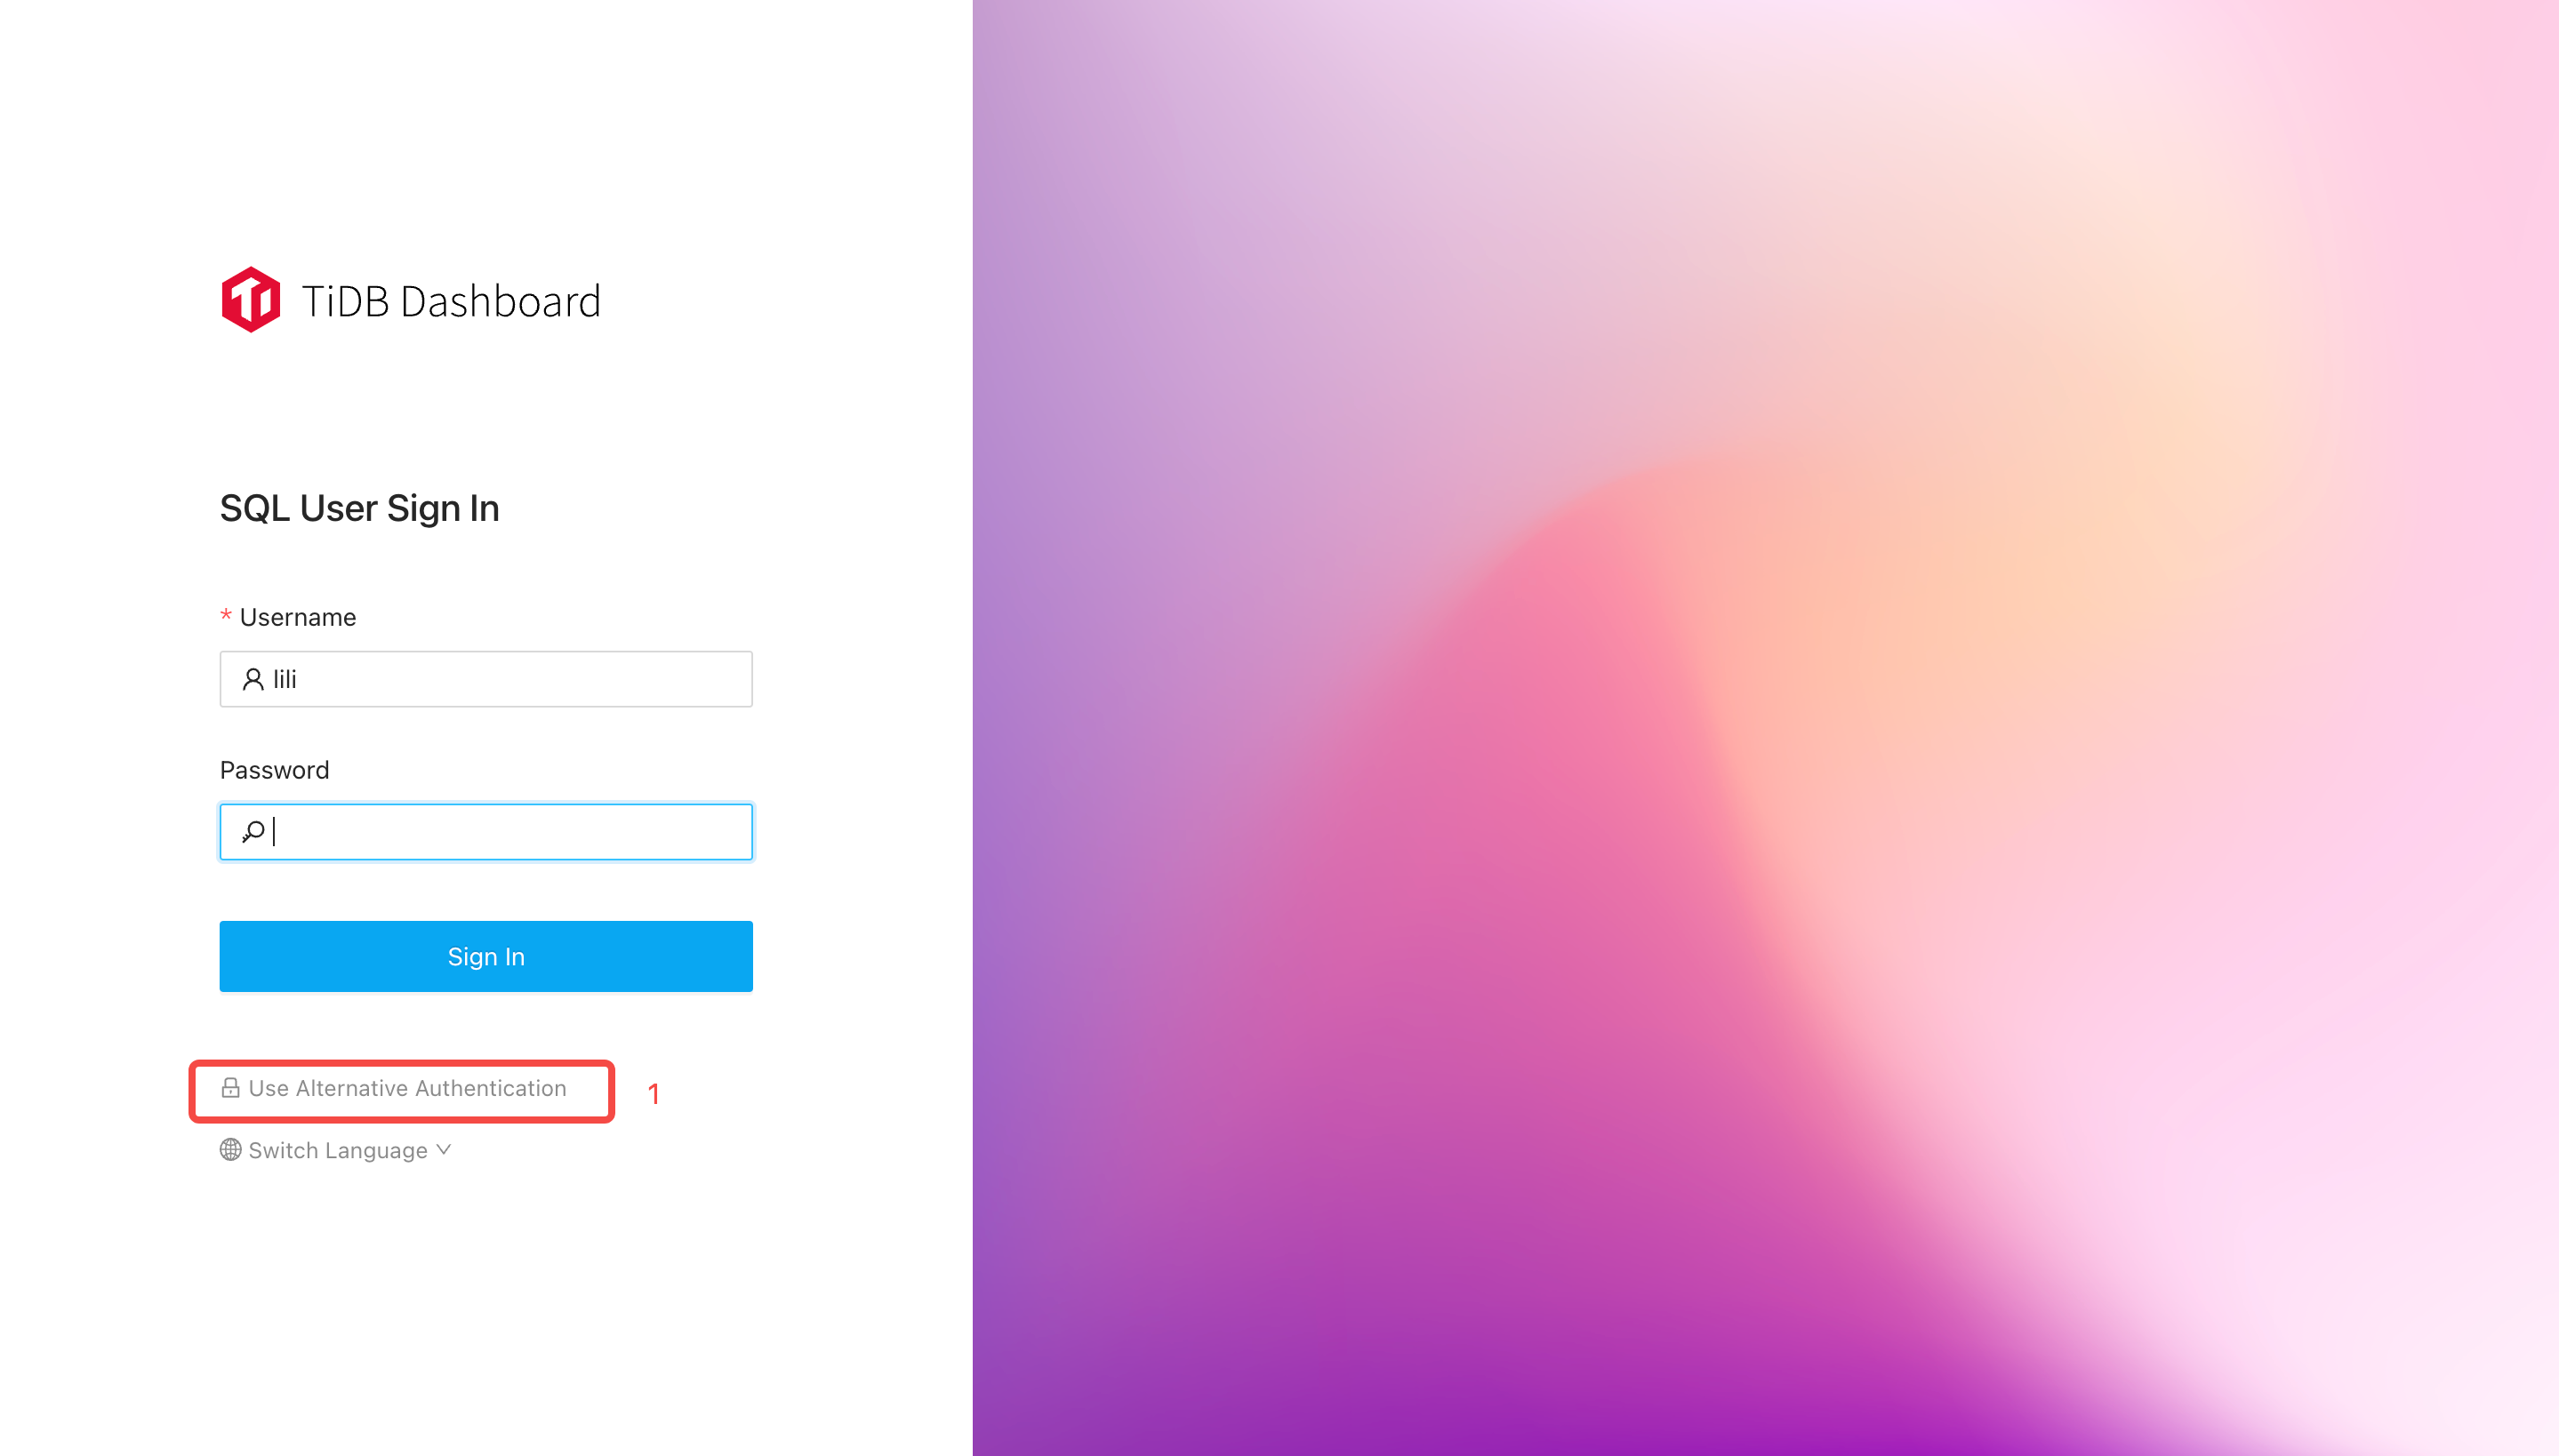 TiDB Dashboard
SQL User Sign In
* Username
lili
Password
Sign In
Use Alternative Authentication
1
Switch Language